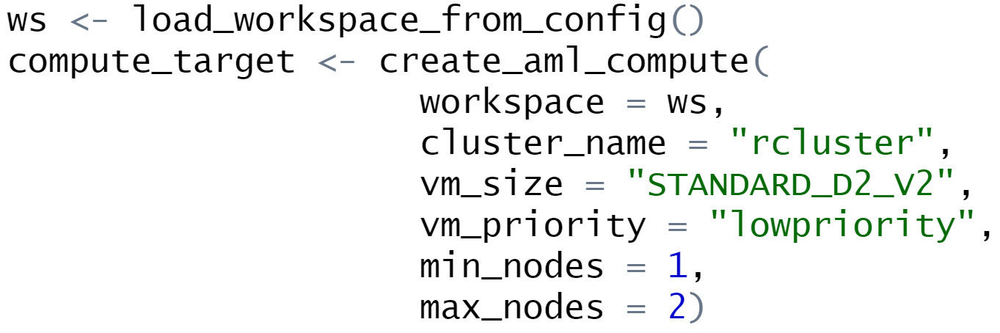 ws <- load_workspace_from_config()
compute_target <- create_aml_compute(
workspace = ws,
cluster_name = "rcluster",
vm_size = "STANDARD_D2_V2",
vm_priority = "lowpriority",
min_nodes = 1,
max_nodes = 2)